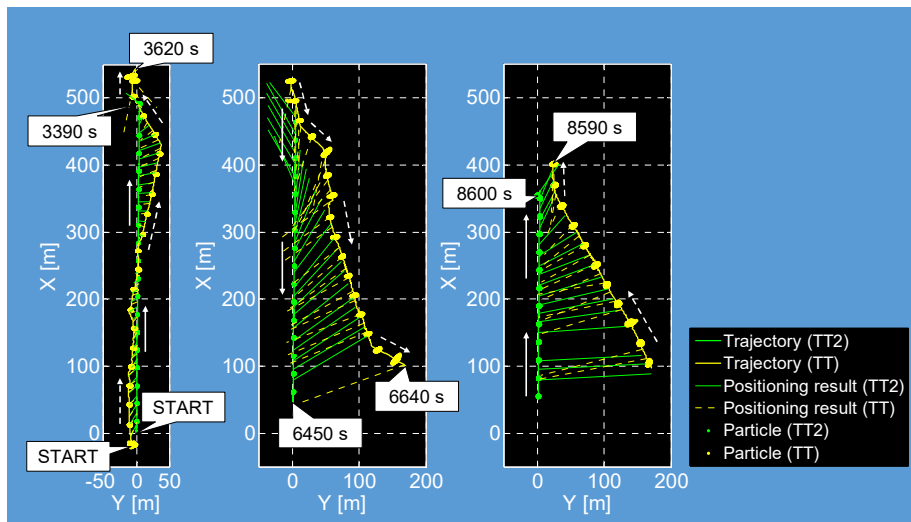 3620 s
500
400
300
200
100
0
-50
0
50
X [m]
Y [m]
3390 s
START
START
500
400
300
200
100
0
0
100
200
X [m]
Y [m]
6450 s
6640 s
500
400
300
200
100
0
0
100
200
X [m]
Y [m]
8590 s
8600 s
Trajectory (TT2)
Trajectory (TT)
Positioning result (TT2)
Positioning result (TT)
Particle (TT2)
Particle (TT)